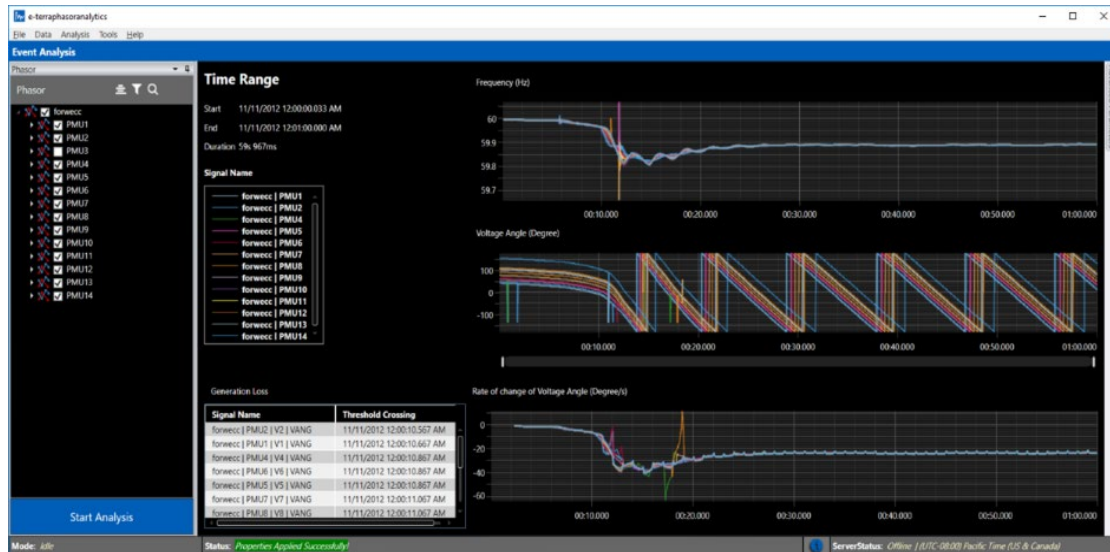 e-terraphasoranalytics
File Data Analysis Tools Help
Event Analysis
Phasor
Phasor
forwecc
PMU1
PMU2
PMU3
PMU4
PMU5
PMU6
PMU7
PMU8
PMU9
PMU10
PMU11
PMU12
PMU13
PMU14
Start Analysis
Time Range
Start 11/11/2012 12:00:00.033 AM
End 11/11/2012 12:01:00.000 AM
Duration 59s 967ms
Signal Name
forwecc | PMU1
forwecc | PMU2
forwecc | PMU4
forwecc | PMU5
forwecc | PMU6
forwecc | PMU7
forwecc | PMU8
forwecc | PMU9
forwecc | PMU10
forwecc | PMU11
forwecc | PMU12
forwecc | PMU13
forwecc | PMU14
Generation Loss
Signal Name Threshold Crossing
forwecc | PMU2 | V2 | VANG 11/11/2012 12:00:10.567 AM
forwecc | PMU1 | V1 | VANG 11/11/2012 12:00:10.667 AM
forwecc | PMU4 | V4 | VANG 11/11/2012 12:00:10.867 AM
forwecc | PMU6 | V6 | VANG 11/11/2012 12:00:10.867 AM
forwecc | PMU5 | V5 | VANG 11/11/2012 12:00:10.867 AM
forwecc | PMU7 | V7 | VANG 11/11/2012 12:00:11.067 AM
forwecc | PMU8 | V8 | VANG 11/11/2012 12:00:11.067 AM
Frequency (Hz)
60
59.9
59.8
59.7
00:10.000 00:20.000 00:30.000 00:40.000 00:50.000 01:00.000
Voltage Angle (Degree)
100
0
-100
00:10.000 00:20.000 00:30.000 00:40.000 00:50.000 01:00.000
Rate of change of Voltage Angle (Degree/s)
0
-20
-40
-60
00:10.000 00:20.000 00:30.000 00:40.000 00:50.000 01:00.000
Mode: Idle Status: Properties Applied Successfully! ServerStatus: Offline | (UTC-08:00) Pacific Time (US & Canada)